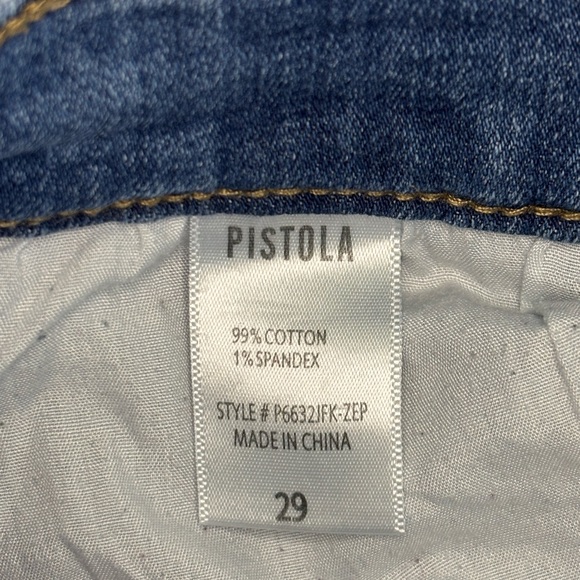 PISTOLA
99% COTTON
1% SPANDEX
STYLE # P6632JFK-ZEP
MADE IN CHINA
29